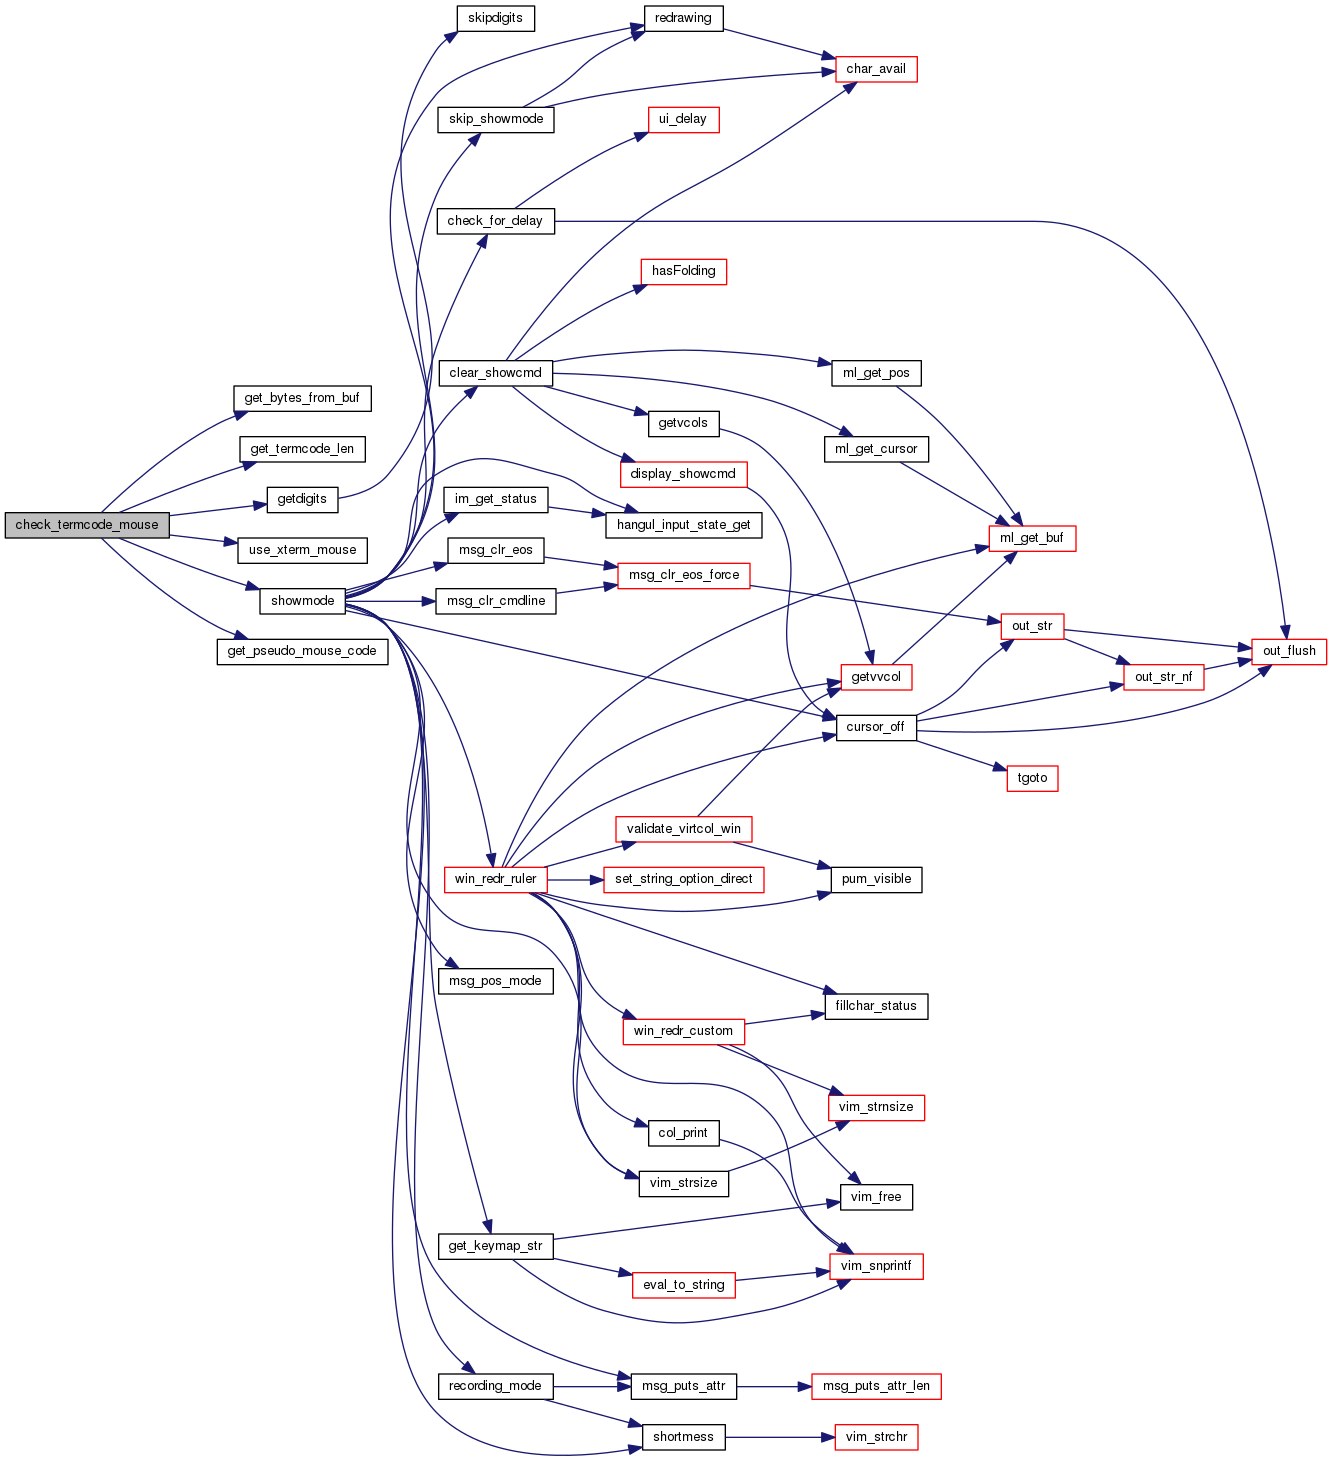 skipdigits
redrawing
char_avail
skip_showmode
ui_delay
check_for_delay
hasFolding
clear_showcmd
ml_get_pos
get_bytes_from_buf
getvcols
get_termcode_len
ml_get_cursor
display_showcmd
getdigits
im_get_status
check_termcode_mouse
hangul_input_state_get
ml_get_buf
use_xterm_mouse
msg_clr_eos
msg_clr_eos_force
showmode
msg_clr_cmdline
out_str
get_pseudo_mouse_code
out_flush
getvvcol
out_str_nf
cursor_off
tgoto
validate_virtcol_win
win_redr_ruler
set_string_option_direct
pum_visible
msg_pos_mode
fillchar_status
win_redr_custom
vim_strnsize
col_print
vim_strsize
vim_free
get_keymap_str
vim_snprintf
eval_to_string
recording_mode
msg_puts_attr
msg_puts_attr_len
shortmess
vim_strchr